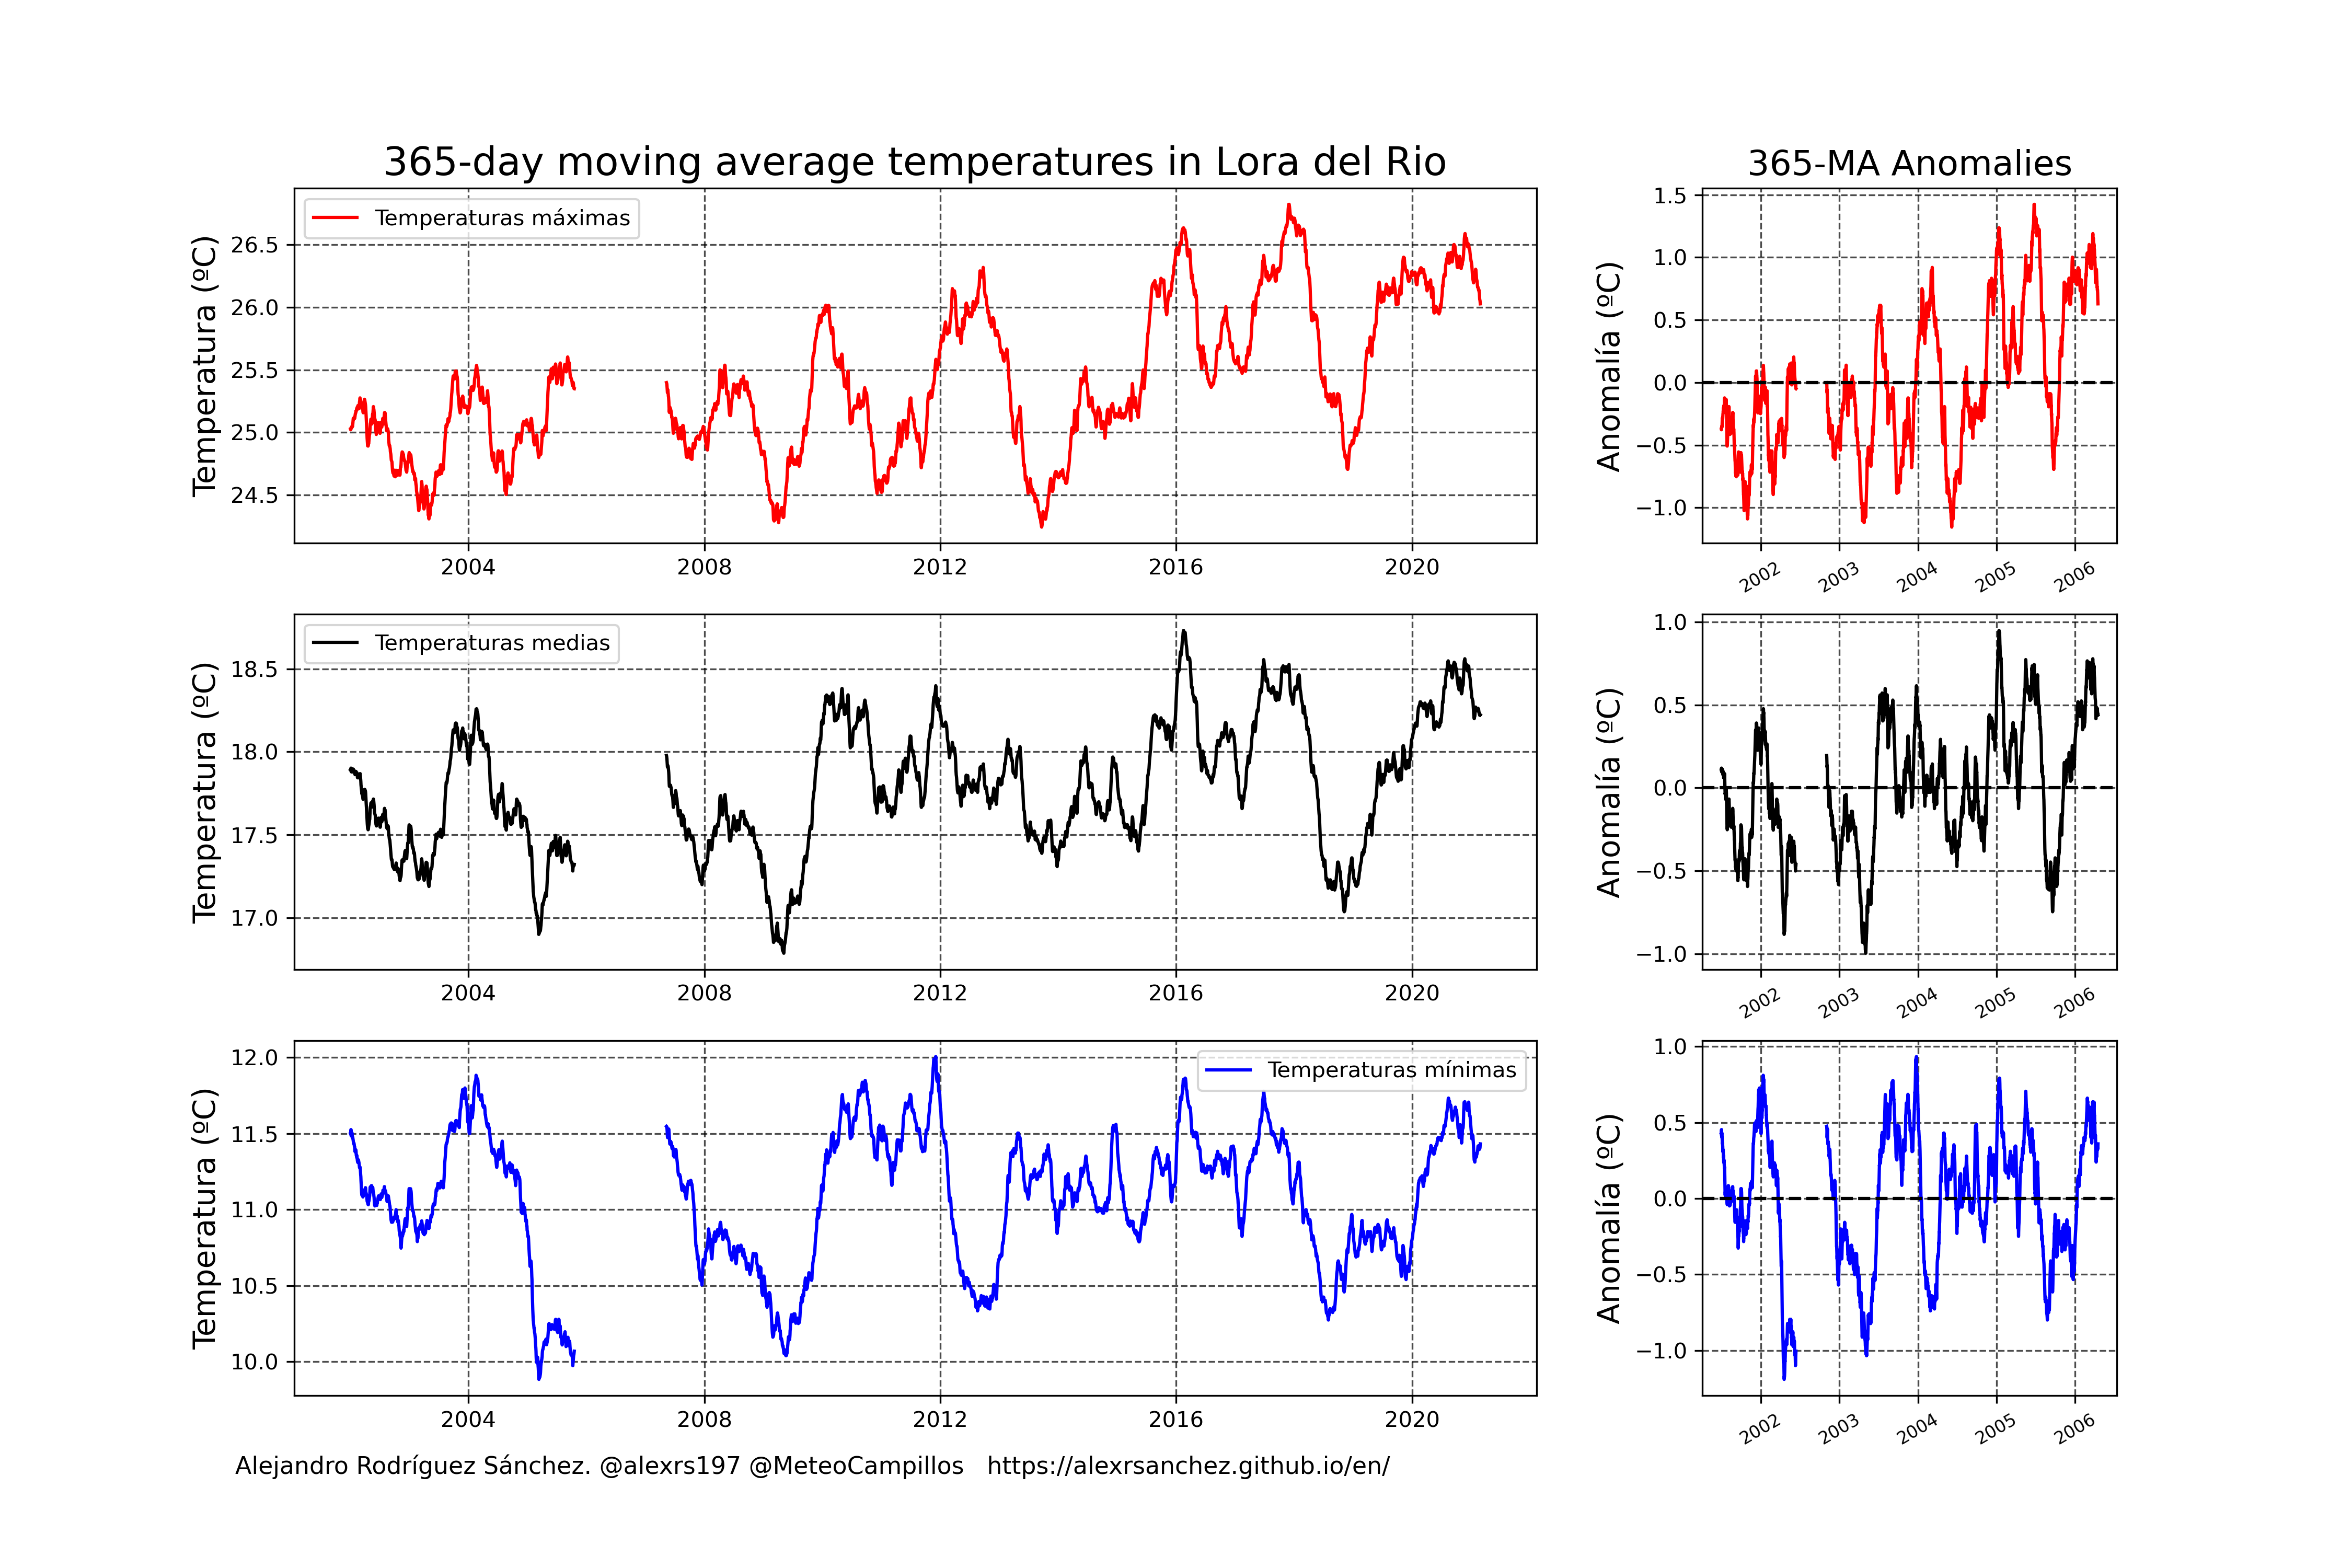 365-day moving average temperatures in Lora del Rio
365-MA Anomalies
Temperatura (ºC)
26.5
26.0
25.5
25.0
24.5
Temperaturas máximas
2004 2008 2012 2016 2020
Anomalía (ºC)
1.5
1.0
0.5
0.0
−0.5
−1.0
2002 2003 2004 2005 2006
Temperatura (ºC)
18.5
18.0
17.5
17.0
Temperaturas medias
2004 2008 2012 2016 2020
Anomalía (ºC)
1.0
0.5
0.0
−0.5
−1.0
2002 2003 2004 2005 2006
Temperatura (ºC)
12.0
11.5
11.0
10.5
10.0
Temperaturas mínimas
2004 2008 2012 2016 2020
Anomalía (ºC)
1.0
0.5
0.0
−0.5
−1.0
2002 2003 2004 2005 2006
Alejandro Rodríguez Sánchez. @alexrs197 @MeteoCampillos https://alexrsanchez.github.io/en/